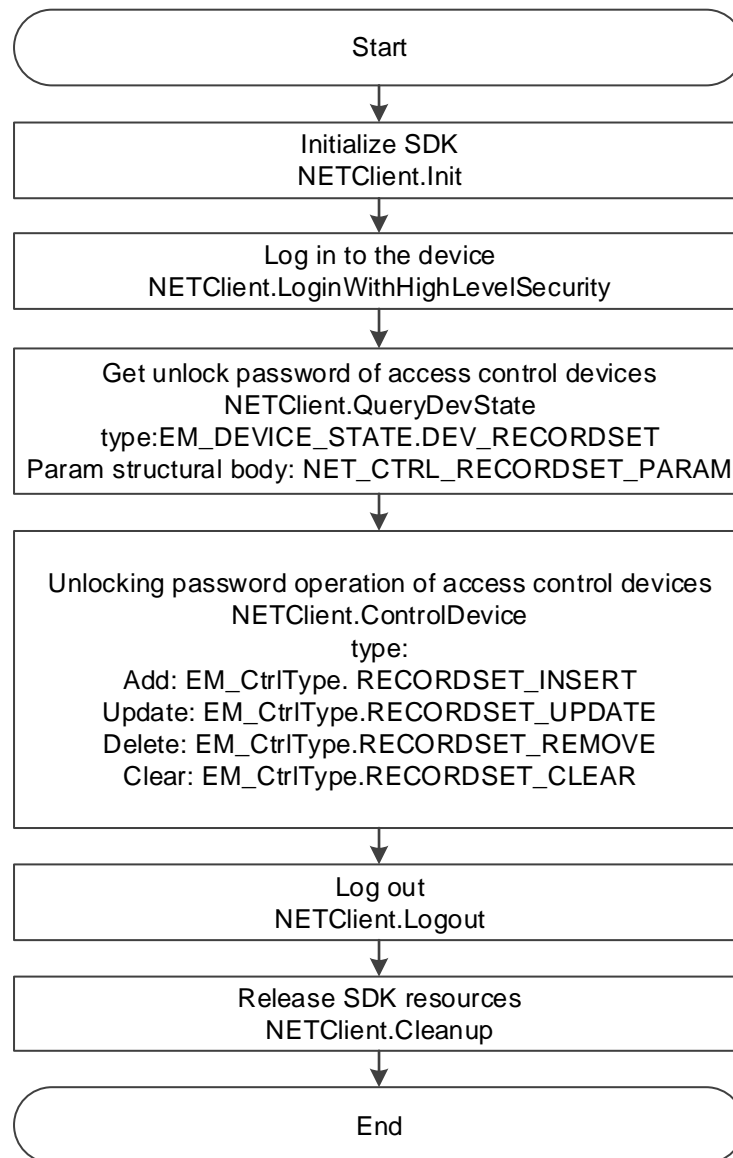 Start
Initialize SDK
NETClient.Init
Log in to the device
NETClient.LoginWithHighLevelSecurity
Get unlock password of access control devices
NETClient.QueryDevState
type:EM_DEVICE_STATE.DEV_RECORDSET
Param structural body: NET_CTRL_RECORDSET_PARAM
Unlocking password operation of access control devices
NETClient.ControlDevice
type:
Add: EM_CtrlType. RECORDSET_INSERT
Update: EM_CtrlType.RECORDSET_UPDATE
Delete: EM_CtrlType.RECORDSET_REMOVE
Clear: EM_CtrlType.RECORDSET_CLEAR
Log out
NETClient.Logout
Release SDK resources
NETClient.Cleanup
End